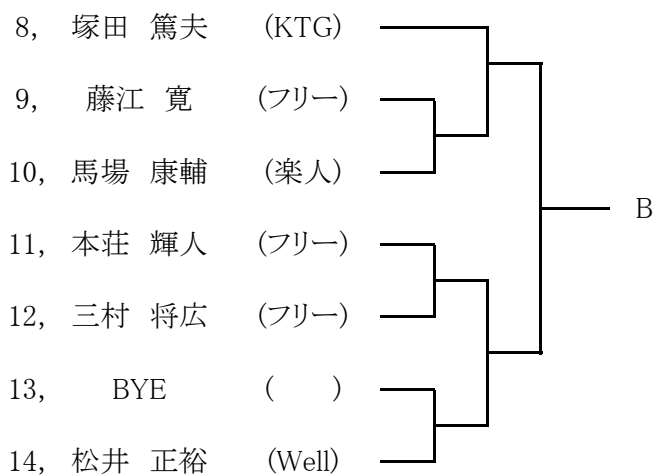 8, 塚田 篤夫 (KTG)
9, 藤江 寛 (フリー)
10, 馬場 康輔 (楽人)
B
11, 本荘 輝人 (フリー)
12, 三村 将広 (フリー)
13, BYE (  )
14, 松井 正裕 (Well)